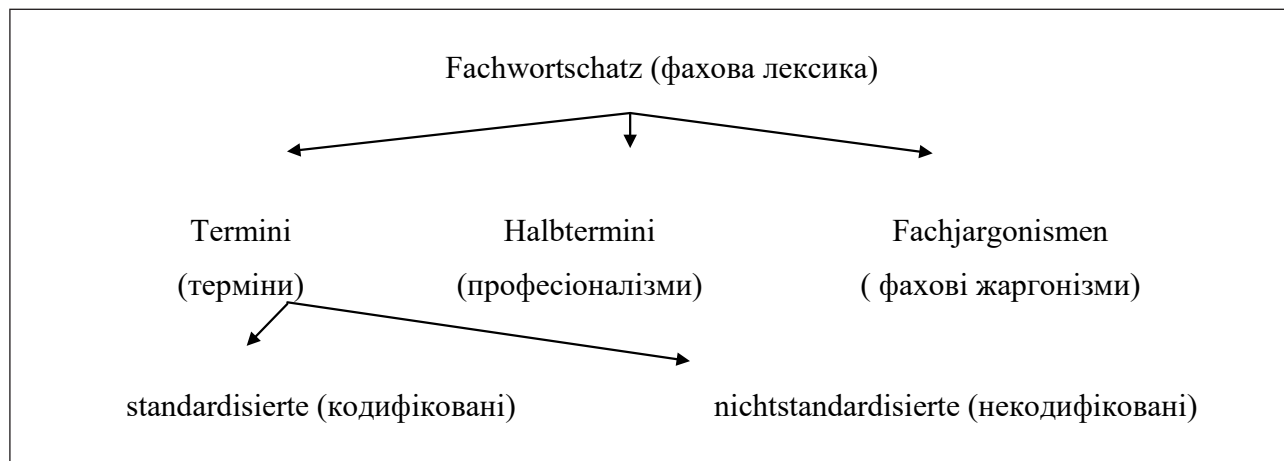 Fachwortschatz (фахова лексика)
Termini Halbtermini Fachjargonismen
(терміни) (професіоналізми) ( фахові жаргонізми)
standardisierte (кодифіковані) nichtstandardisierte (некодифіковані)